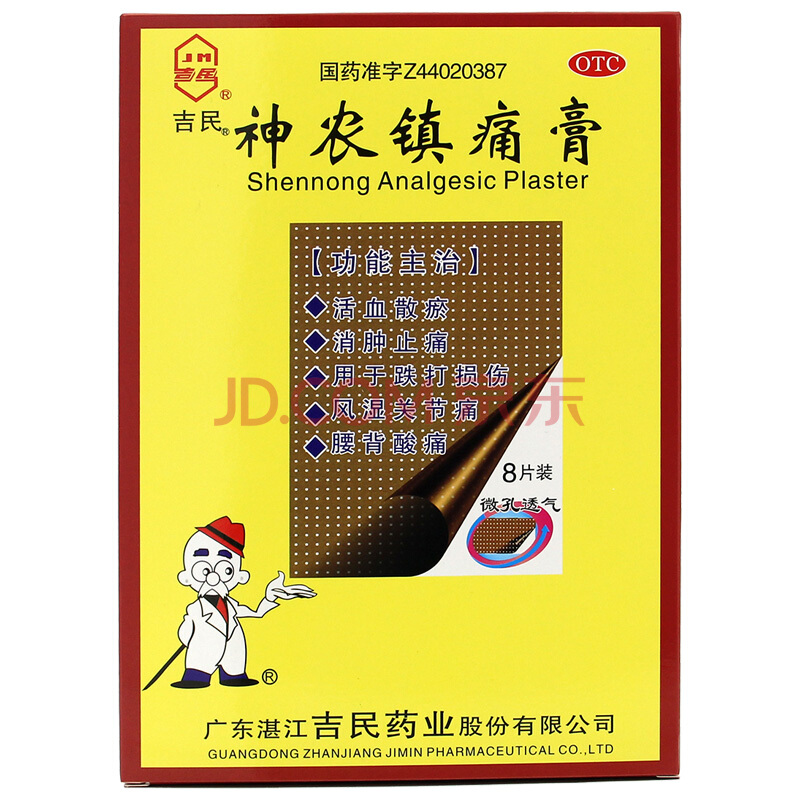 JM
吉民
®
国药准字Z44020387
OTC
吉民®
神农镇痛膏
Shennong Analgesic Plaster
【功能主治】
◆活血散瘀
◆消肿止痛
◆用于跌打损伤
◆风湿关节痛
◆腰背酸痛
JD.COM 京东
8片装
微孔透气
®
广东湛江吉民药业股份有限公司
GUANGDONG ZHANJIANG JIMIN PHARMACEUTICAL CO.,LTD